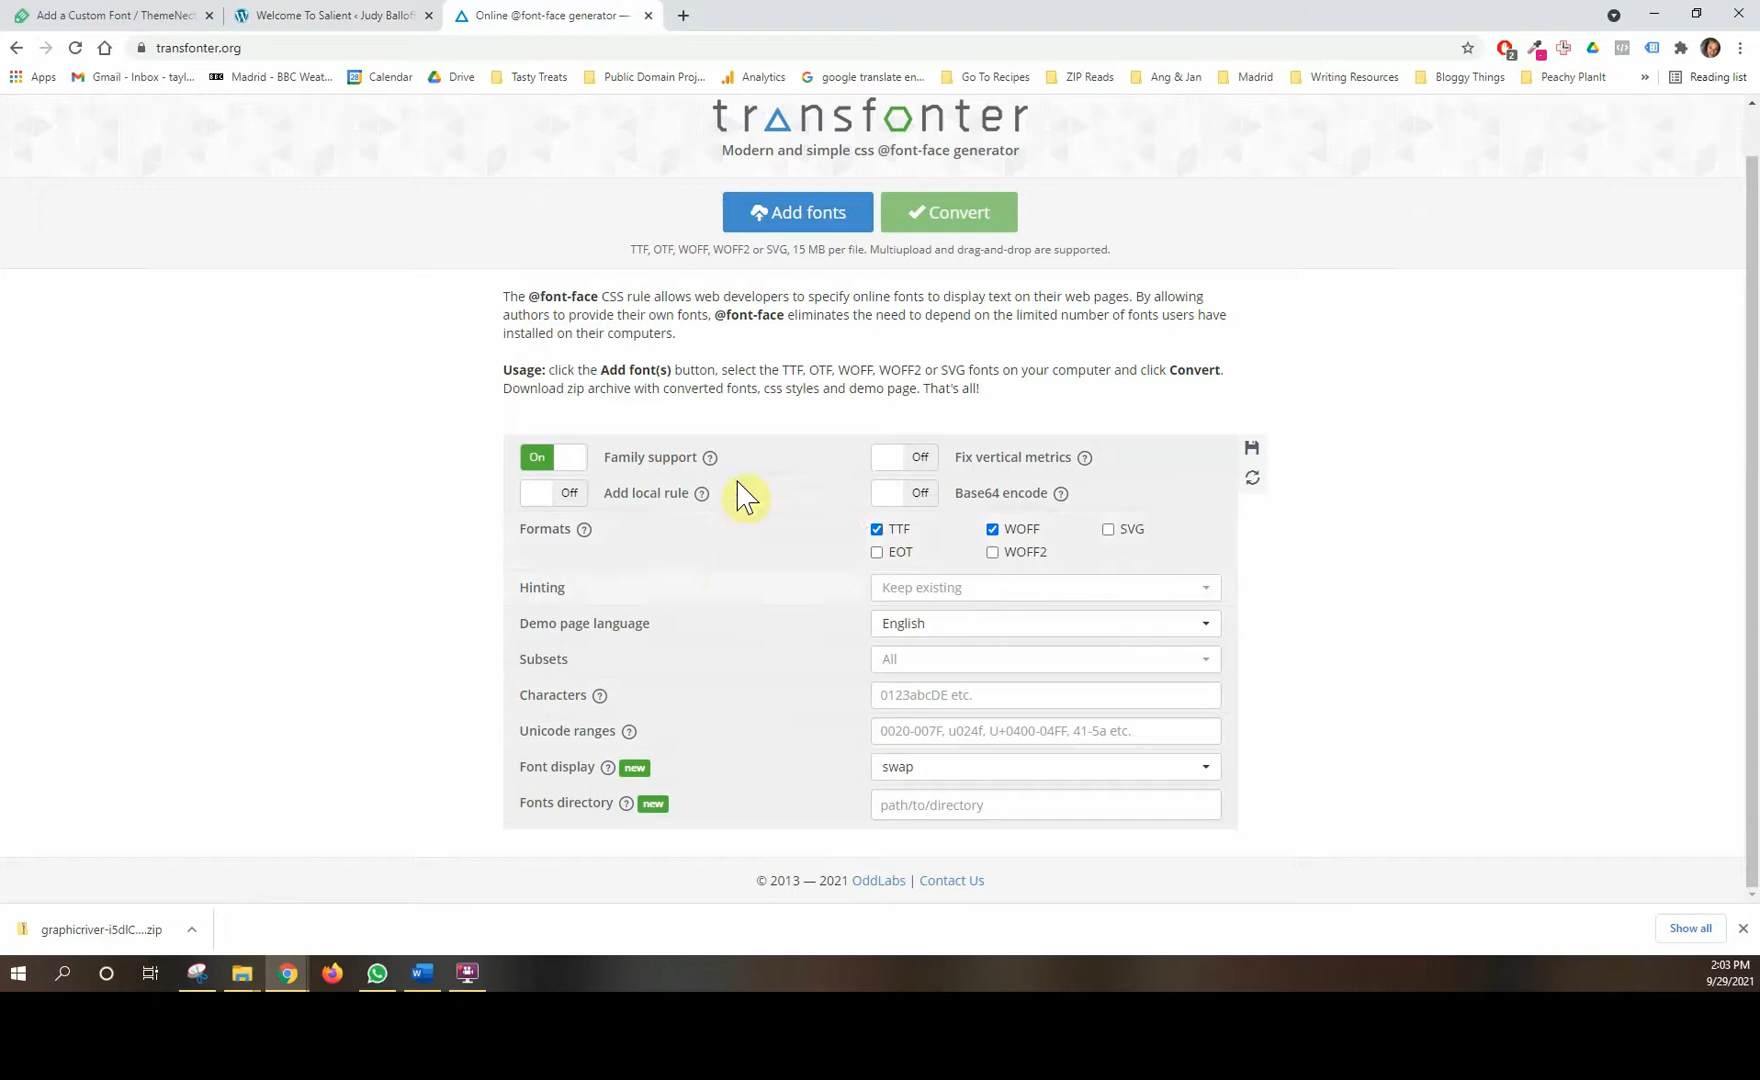 Add a Custom Font / ThemeNect
Welcome To Salient ‹ Judy Ballof
Online @font-face generator —
transfonter.org
2
Apps
Gmail - Inbox - tayl...
BBC
Madrid - BBC Weat...
28
Calendar
Drive
Tasty Treats
Public Domain Proj...
Analytics
google translate en...
Go To Recipes
ZIP Reads
Ang & Jan
Madrid
Writing Resources
Bloggy Things
Peachy PlanIt
»
Reading list
transfonter
Modern and simple css @font-face generator
Add fonts
Convert
TTF, OTF, WOFF, WOFF2 or SVG, 15 MB per file. Multiupload and drag-and-drop are supported.
The @font-face CSS rule allows web developers to specify online fonts to display text on their web pages. By allowing
authors to provide their own fonts, @font-face eliminates the need to depend on the limited number of fonts users have
installed on their computers.
Usage: click the Add font(s) button, select the TTF, OTF, WOFF, WOFF2 or SVG fonts on your computer and click Convert.
Download zip archive with converted fonts, css styles and demo page. That's all!
On Family support ? Off Fix vertical metrics ?
Off Add local rule ? Off Base64 encode ?
Formats ? TTF WOFF SVG
EOT WOFF2
Hinting Keep existing
Demo page language English
Subsets All
Characters ? 0123abcDE etc.
Unicode ranges ? 0020-007F, u024f, U+0400-04FF, 41-5a etc.
Font display ? new swap
Fonts directory ? new path/to/directory
© 2013 — 2021 OddLabs | Contact Us
graphicriver-i5dIC....zip
Show all
2:03 PM
9/29/2021